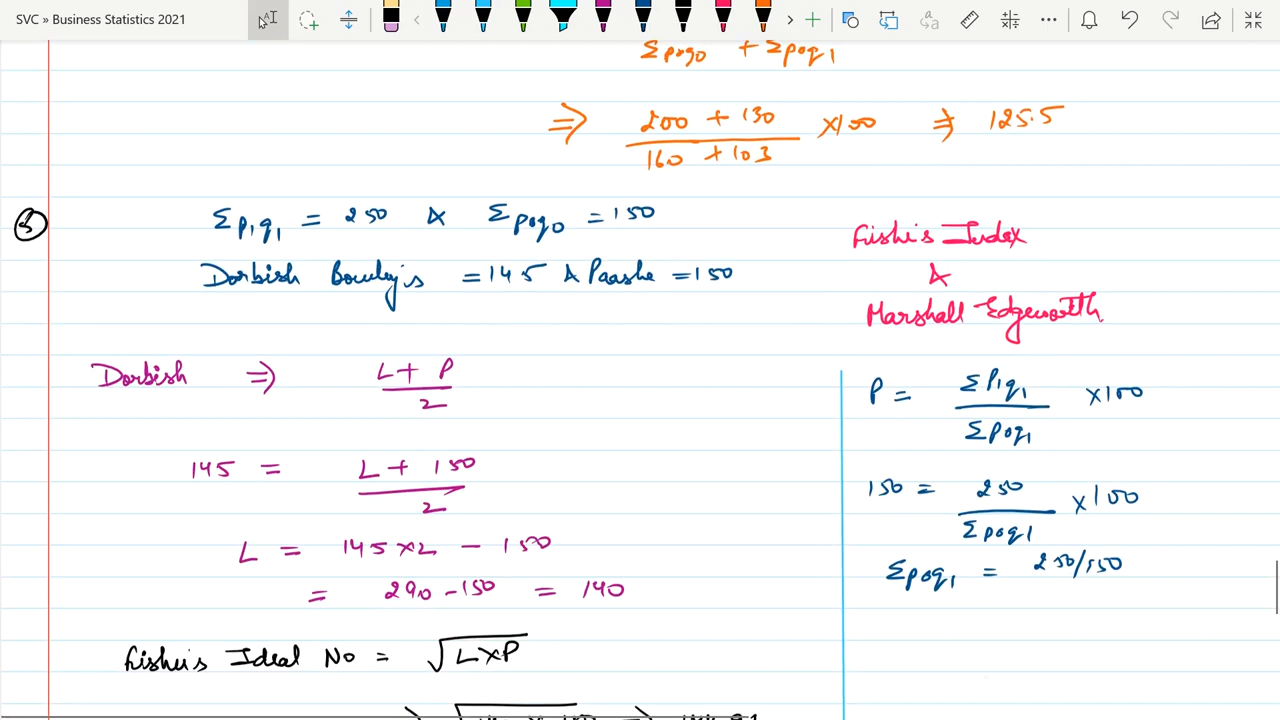 SVC » Business Statistics 2021
Σp0q0 + Σp0q1
⇒ 200 + 130 / 160 + 103 ×100 ⇒ 125.5
5
Σp1q1 = 250 & Σp0q0 = 150
Dorbish Bowley's = 145 & Paashe = 150
Fishe's Index
&
Marshall Edgeworth
Dorbish ⇒ L + P / 2
145 = L + 150 / 2
L = 145 × 2 - 150
= 290 - 150 = 140
Fishe's Ideal No = √L×P
P = Σp1q1 / Σp0q1 ×100
150 = 250 / Σp0q1 ×100
Σp0q1 = 250/150